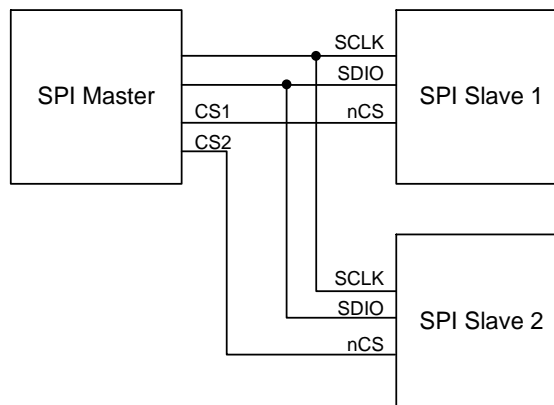 SCLK
SDIO
SPI Master
SPI Slave 1
CS1
nCS
CS2
SCLK
SDIO
SPI Slave 2
nCS